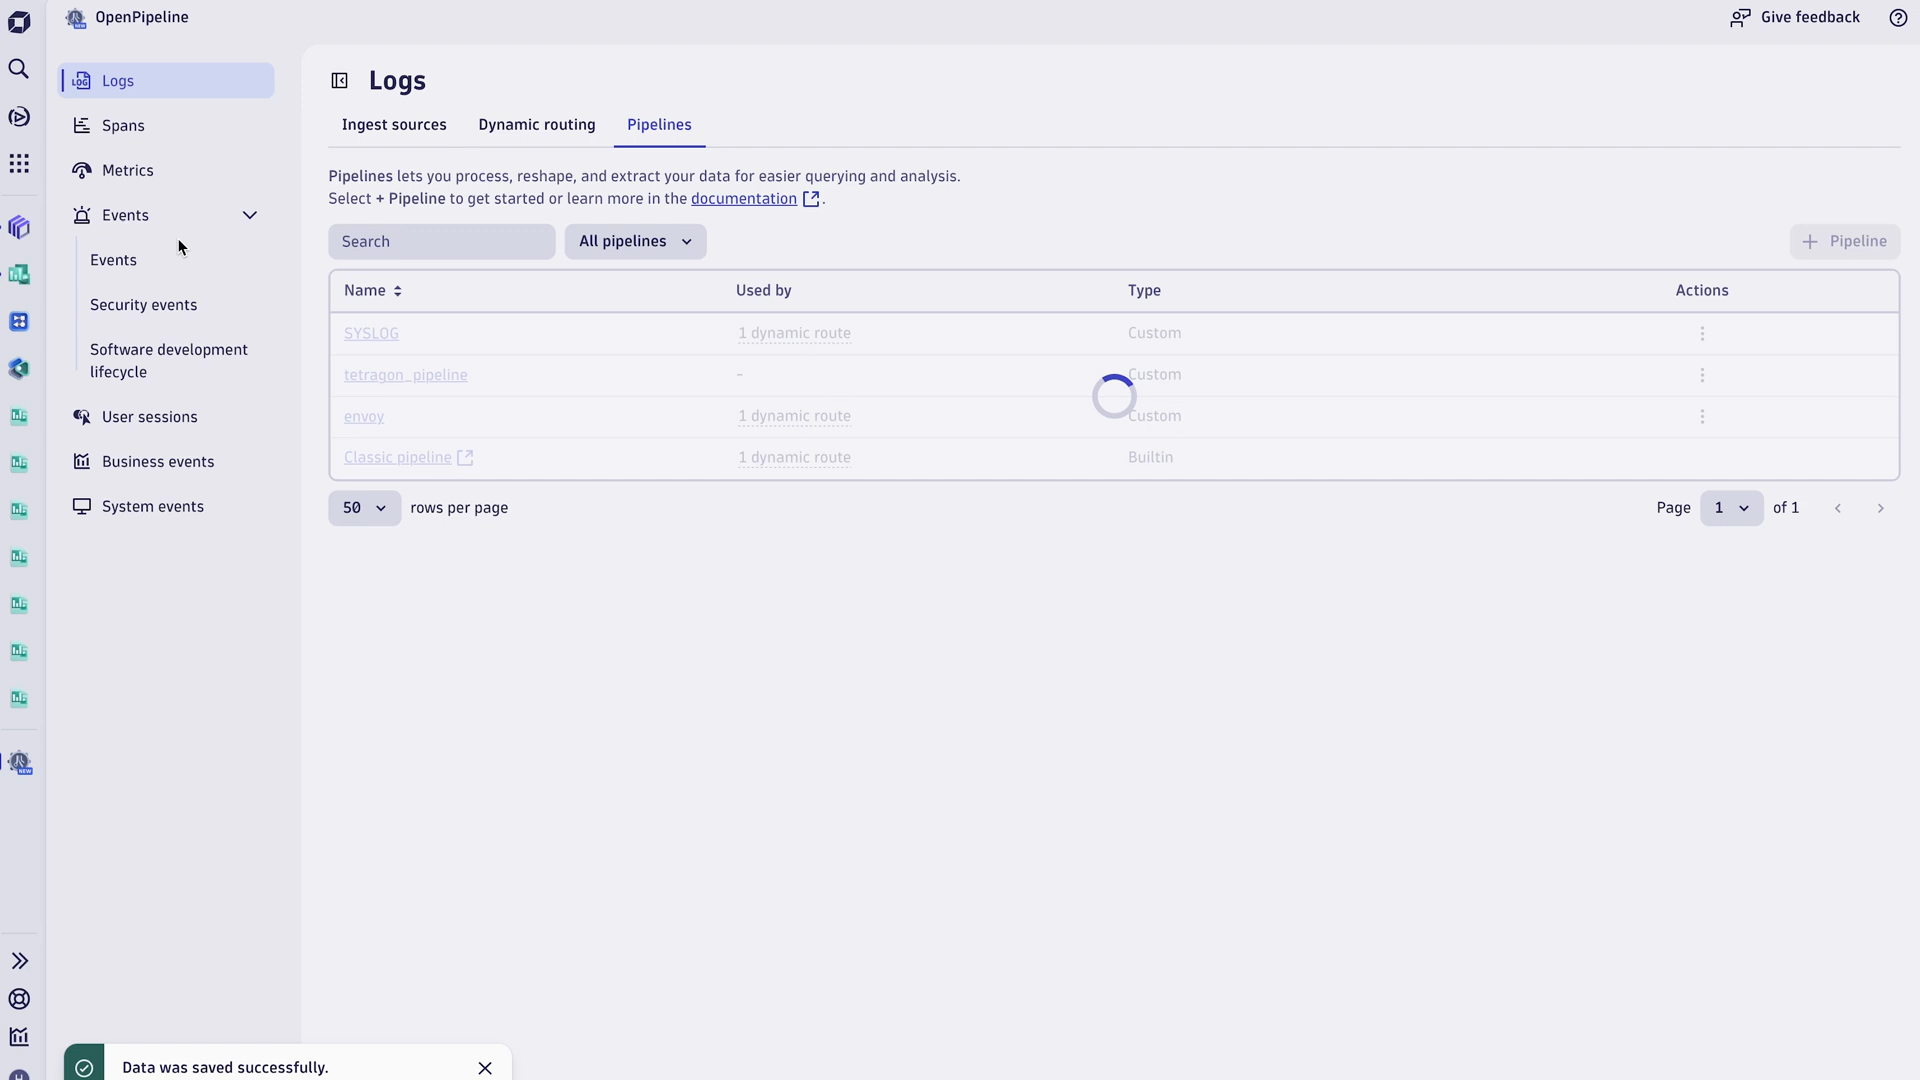 OpenPipeline
Give feedback
Logs
Spans
Metrics
Events
Events
Security events
Software development
lifecycle
User sessions
Business events
System events
Logs
Ingest sources
Dynamic routing
Pipelines
Pipelines lets you process, reshape, and extract your data for easier querying and analysis.
Select + Pipeline to get started or learn more in the documentation.
Search
All pipelines
Pipeline
Name Used by Type Actions
SYSLOG 1 dynamic route Custom
tetragon_pipeline - Custom
envoy 1 dynamic route Custom
Classic pipeline 1 dynamic route Builtin
50 rows per page
Page 1 of 1
NEW
Data was saved successfully.